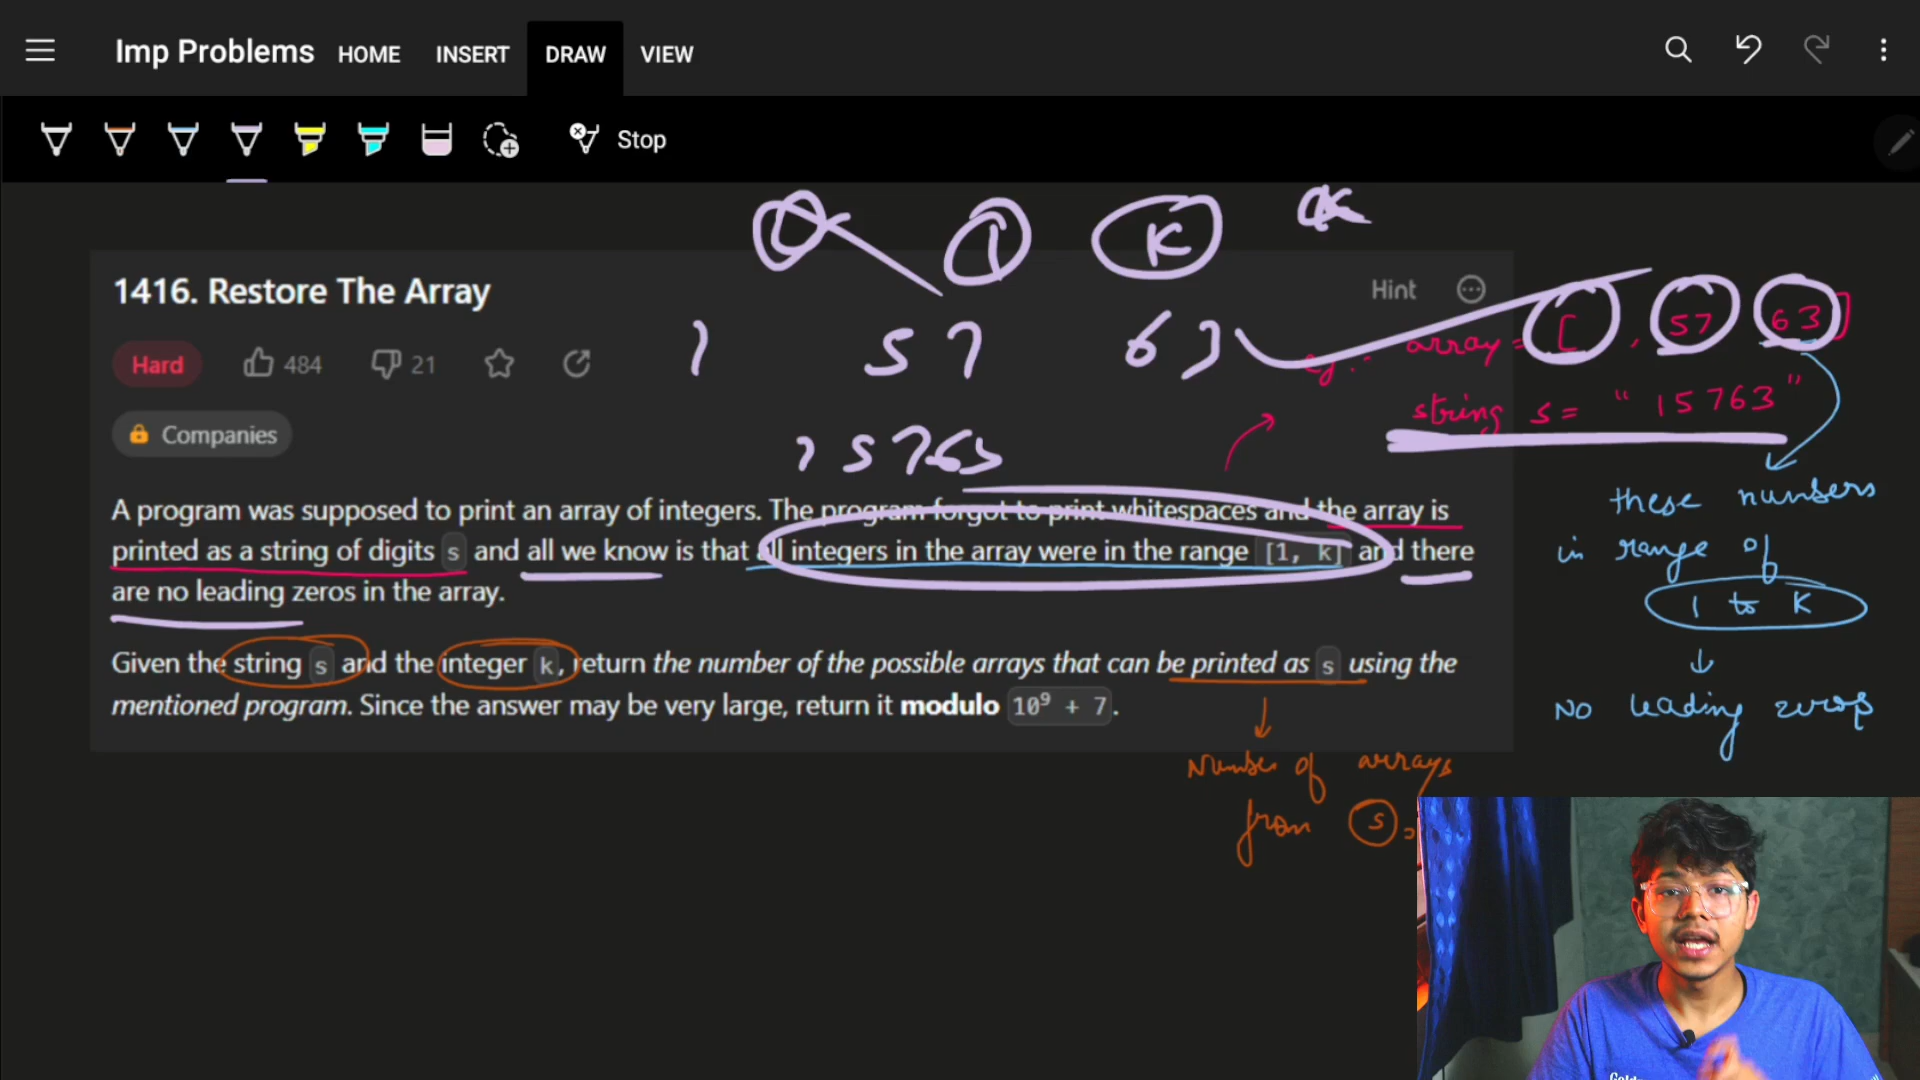 Imp Problems HOME INSERT DRAW VIEW
Stop
1 K
1416. Restore The Array
Hint
1 57 63
eg.: array = [ , 57 63]
Hard 484 21
string s = "15763"
Companies
15763
these numbers
in range of
1 to K
A program was supposed to print an array of integers. The program forgot to print whitespaces and the array is
printed as a string of digits s and all we know is that all integers in the array were in the range [1, k] and there
are no leading zeros in the array.
Given the string s and the integer k, return the number of the possible arrays that can be printed as s using the
mentioned program. Since the answer may be very large, return it modulo 10⁹ + 7.
NO leading zeros
Number of arrays
from s,